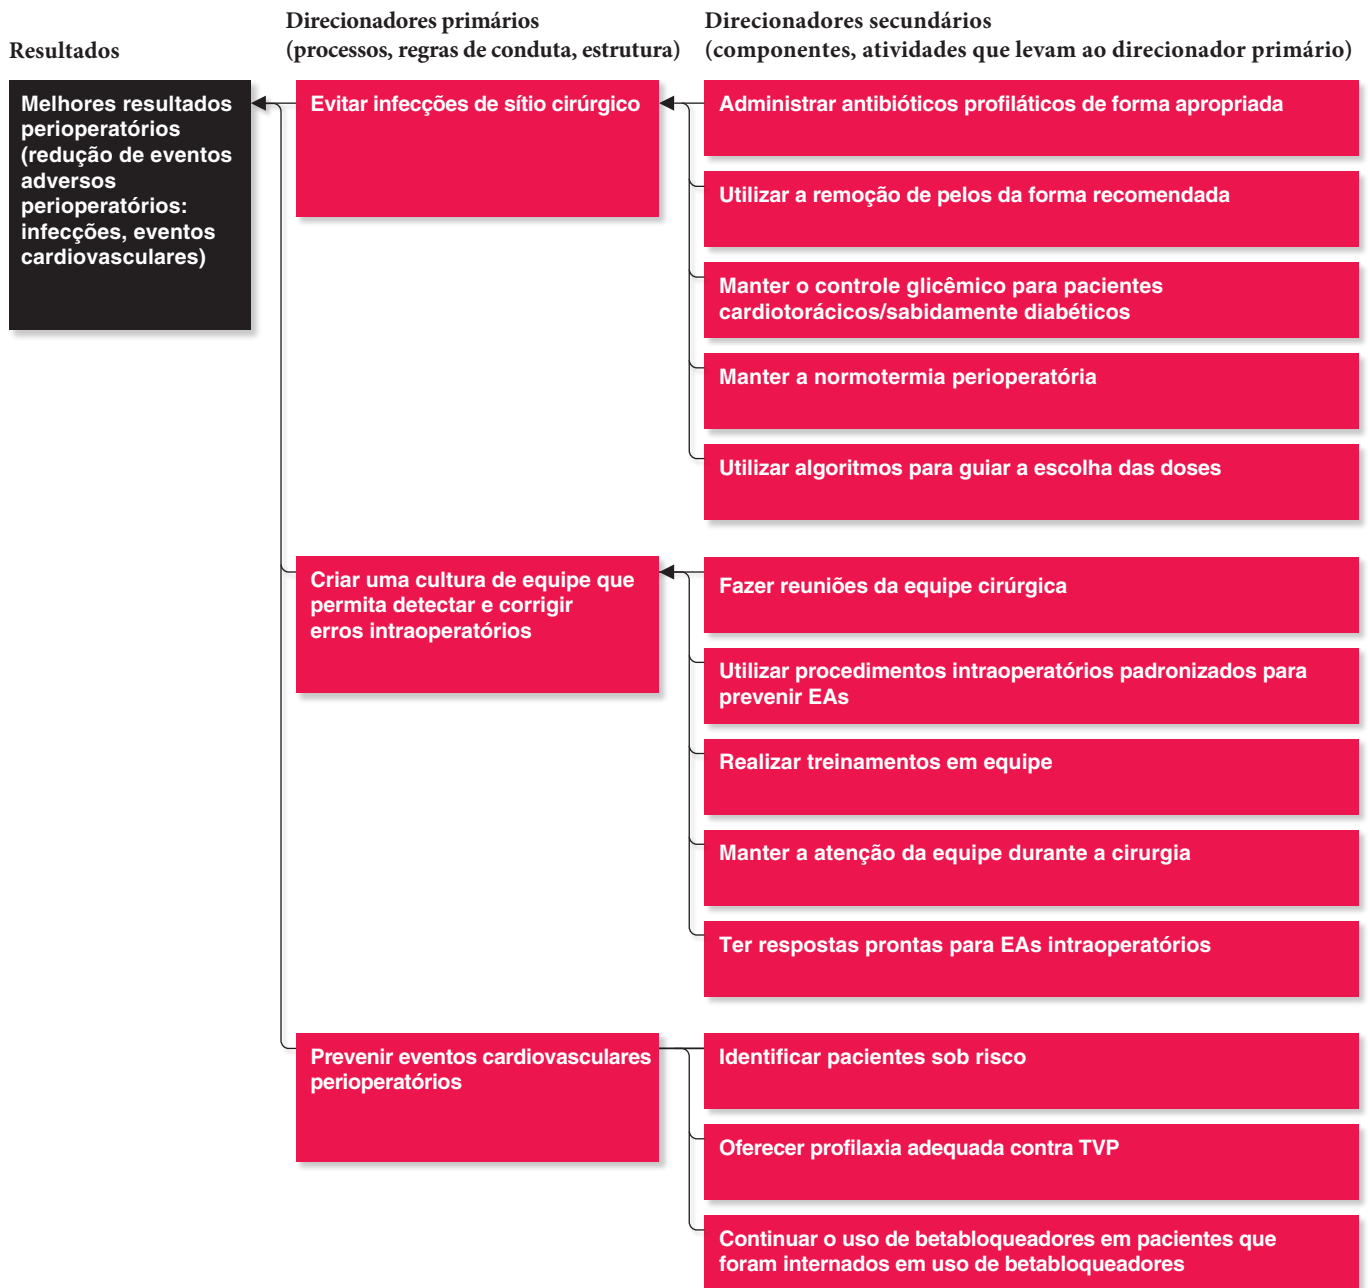 Resultados
Direcionadores primários
(processos, regras de conduta, estrutura)
Direcionadores secundários
(componentes, atividades que levam ao direcionador primário)
Melhores resultados
perioperatórios
(redução de eventos
adversos
perioperatórios:
infecções, eventos
cardiovasculares)
Evitar infecções de sítio cirúrgico
Administrar antibióticos profiláticos de forma apropriada
Utilizar a remoção de pelos da forma recomendada
Manter o controle glicêmico para pacientes
cardiotorácicos/sabidamente diabéticos
Manter a normotermia perioperatória
Utilizar algoritmos para guiar a escolha das doses
Criar uma cultura de equipe que
permita detectar e corrigir
erros intraoperatórios
Fazer reuniões da equipe cirúrgica
Utilizar procedimentos intraoperatórios padronizados para
prevenir EAs
Realizar treinamentos em equipe
Manter a atenção da equipe durante a cirurgia
Ter respostas prontas para EAs intraoperatórios
Prevenir eventos cardiovasculares
perioperatórios
Identificar pacientes sob risco
Oferecer profilaxia adequada contra TVP
Continuar o uso de betabloqueadores em pacientes que
foram internados em uso de betabloqueadores